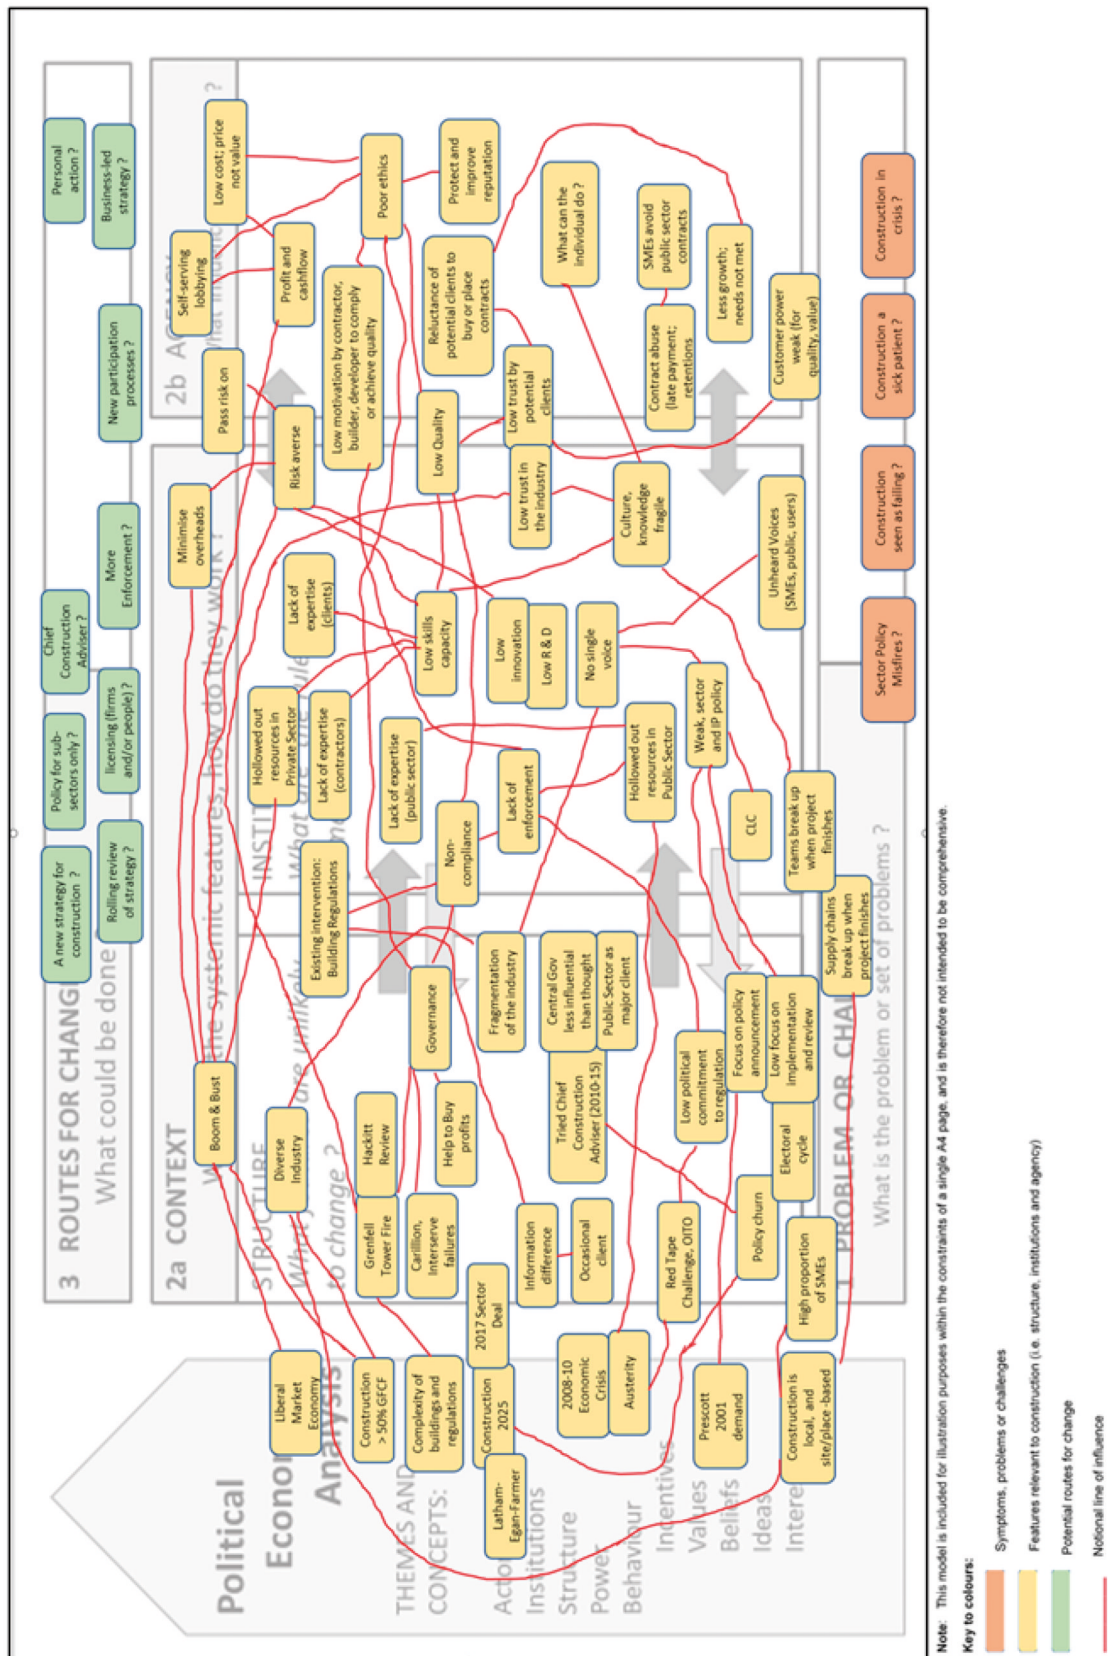 3 ROUTES FOR CHANG
What could be done
A new strategy for
construction ?
Policy for sub-
sectors only ?
Chief
Construction
Adviser ?
Personal
action ?
Rolling review
of strategy ?
licensing (firms
and/or people) ?
More
Enforcement ?
New participation
processes ?
Business-led
strategy ?
2a CONTEXT
the systemic features, how do they work ?
2b AGENCY
What influenc
?
STRUCTURE
are unlikely
to change ?
INSTIT
What are the rule
Boom & Bust
Minimise
overheads
Pass risk on
Self-serving
lobbying
Low cost; price
not value
Diverse
Industry
Hollowed out
resources in
Private Sector
Lack of
expertise
(clients)
Risk averse
Profit and
cashflow
Existing intervention:
Building Regulations
Lack of expertise
(contractors)
Low motivation by contractor,
builder, developer to comply
or achieve quality
Poor ethics
Grenfell
Tower Fire
Hackitt
Review
Lack of expertise
(public sector)
Carillion,
Interserve
failures
Help to Buy
profits
Governance
Non-
compliance
Low skills
capacity
Low Quality
Reluctance of
potential clients to
buy or place
contracts
Protect and
improve
reputation
Fragmentation
of the industry
Lack of
enforcement
Low
innovation
Low R & D
Low trust in
the industry
Low trust by
potential
clients
What can the
individual do ?
Information
difference
Occasional
client
Tried Chief
Construction
Adviser (2010-15)
Central Gov
less influential
than thought
Public Sector as
major client
No single
voice
Culture,
knowledge
fragile
Hollowed out
resources in
Public Sector
Contract abuse
(late payment;
retentions
SMEs avoid
public sector
contracts
Red Tape
Challenge, OITO
Low political
commitment
to regulation
Weak, sector
and IP policy
Less growth;
needs not met
Policy churn
Focus on policy
announcement
Low focus on
implementation
and review
CLC
Unheard Voices
(SMEs, public, users)
Customer power
weak (for
quality, value)
Electoral
cycle
High proportion
of SMEs
Teams break up
when project
finishes
Supply chains
break up when
project finishes
1 PROBLEM OR CHAL
What is the problem or set of problems ?
Sector Policy
Misfires ?
Construction
seen as failing ?
Construction a
sick patient ?
Construction in
crisis ?
Political
Econo
Analysis
THEMES AND
CONCEPTS:
Acto
Institutions
Structure
Power
Behaviour
Incentives
Values
Beliefs
Ideas
Intere
Liberal
Market
Economy
Construction
> 50% GFCF
Complexity of
buildings and
regulations
2017 Sector
Deal
Construction
2025
Latham-
Egan-Farmer
2008-10
Economic
Crisis
Austerity
Prescott
2001
demand
Construction is
local, and
site/place-based
Note: This model is included for illustration purposes within the constraints of a single A4 page, and is therefore not intended to be comprehensive.
Key to colours:
Symptoms, problems or challenges
Features relevant to construction (i.e. structure, institutions and agency)
Potential routes for change
Notional line of influence